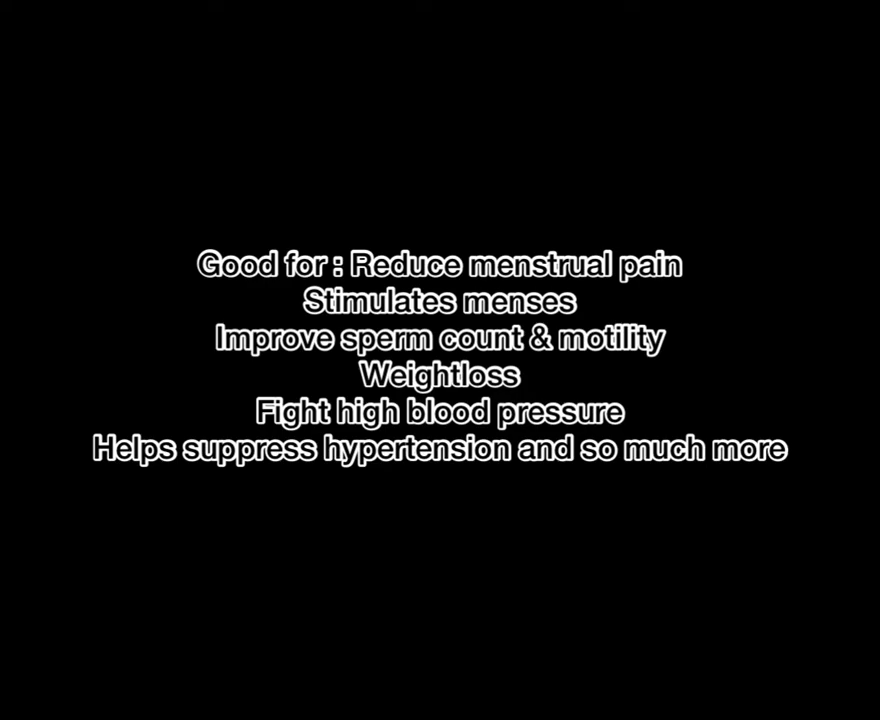 Good for : Reduce menstrual pain
Stimulates menses
Improve sperm count & motility
Weightloss
Fight high blood pressure
Helps suppress hypertension and so much more